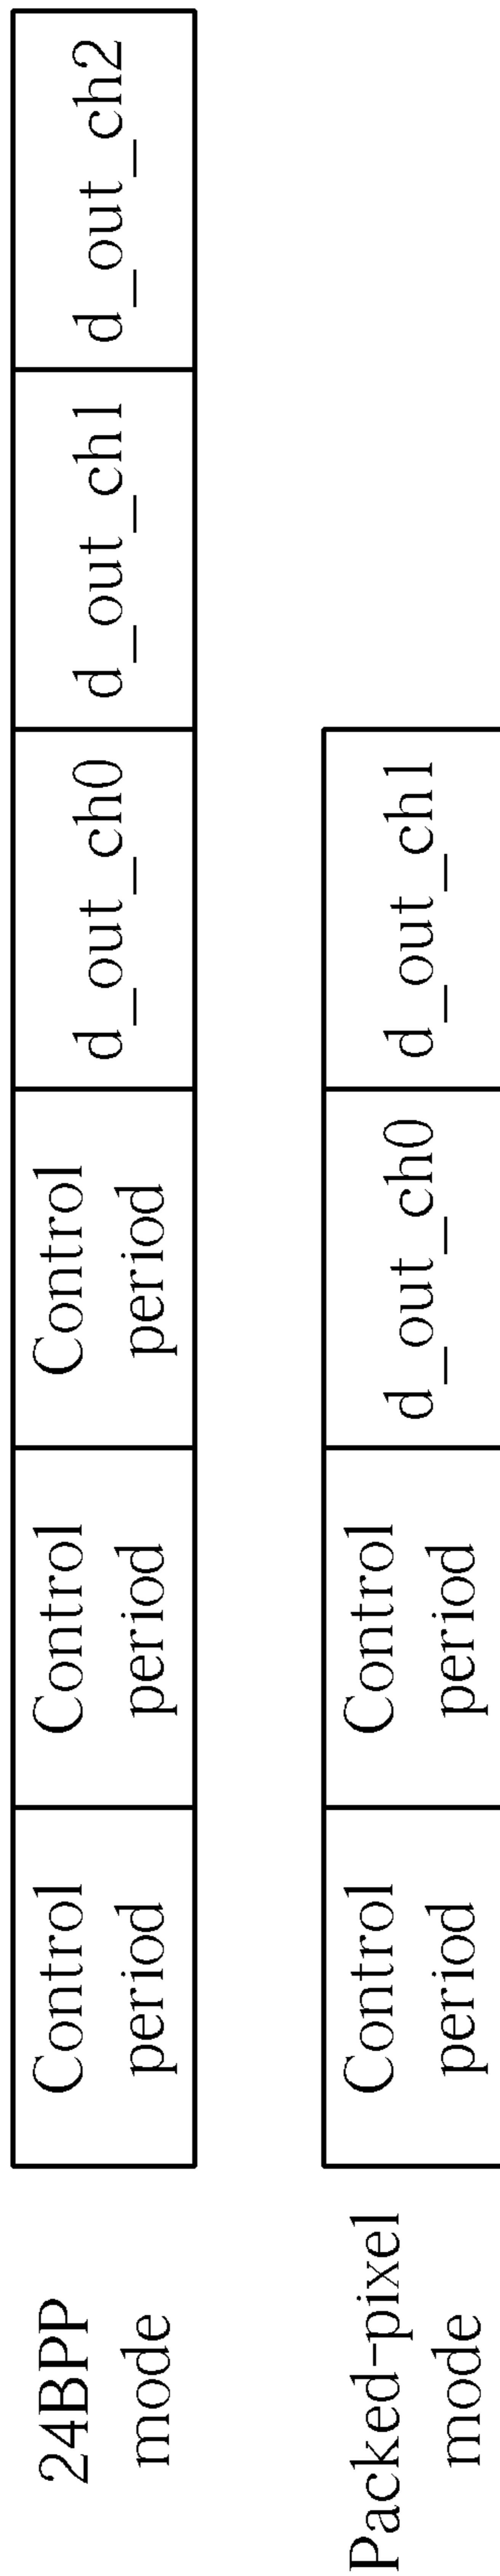 24BPP
mode
Control
period
Control
period
Control
period
d_out_ch0
d_out_ch1
d_out_ch2
Packed-pixel
mode
Control
period
Control
period
d_out_ch0
d_out_ch1